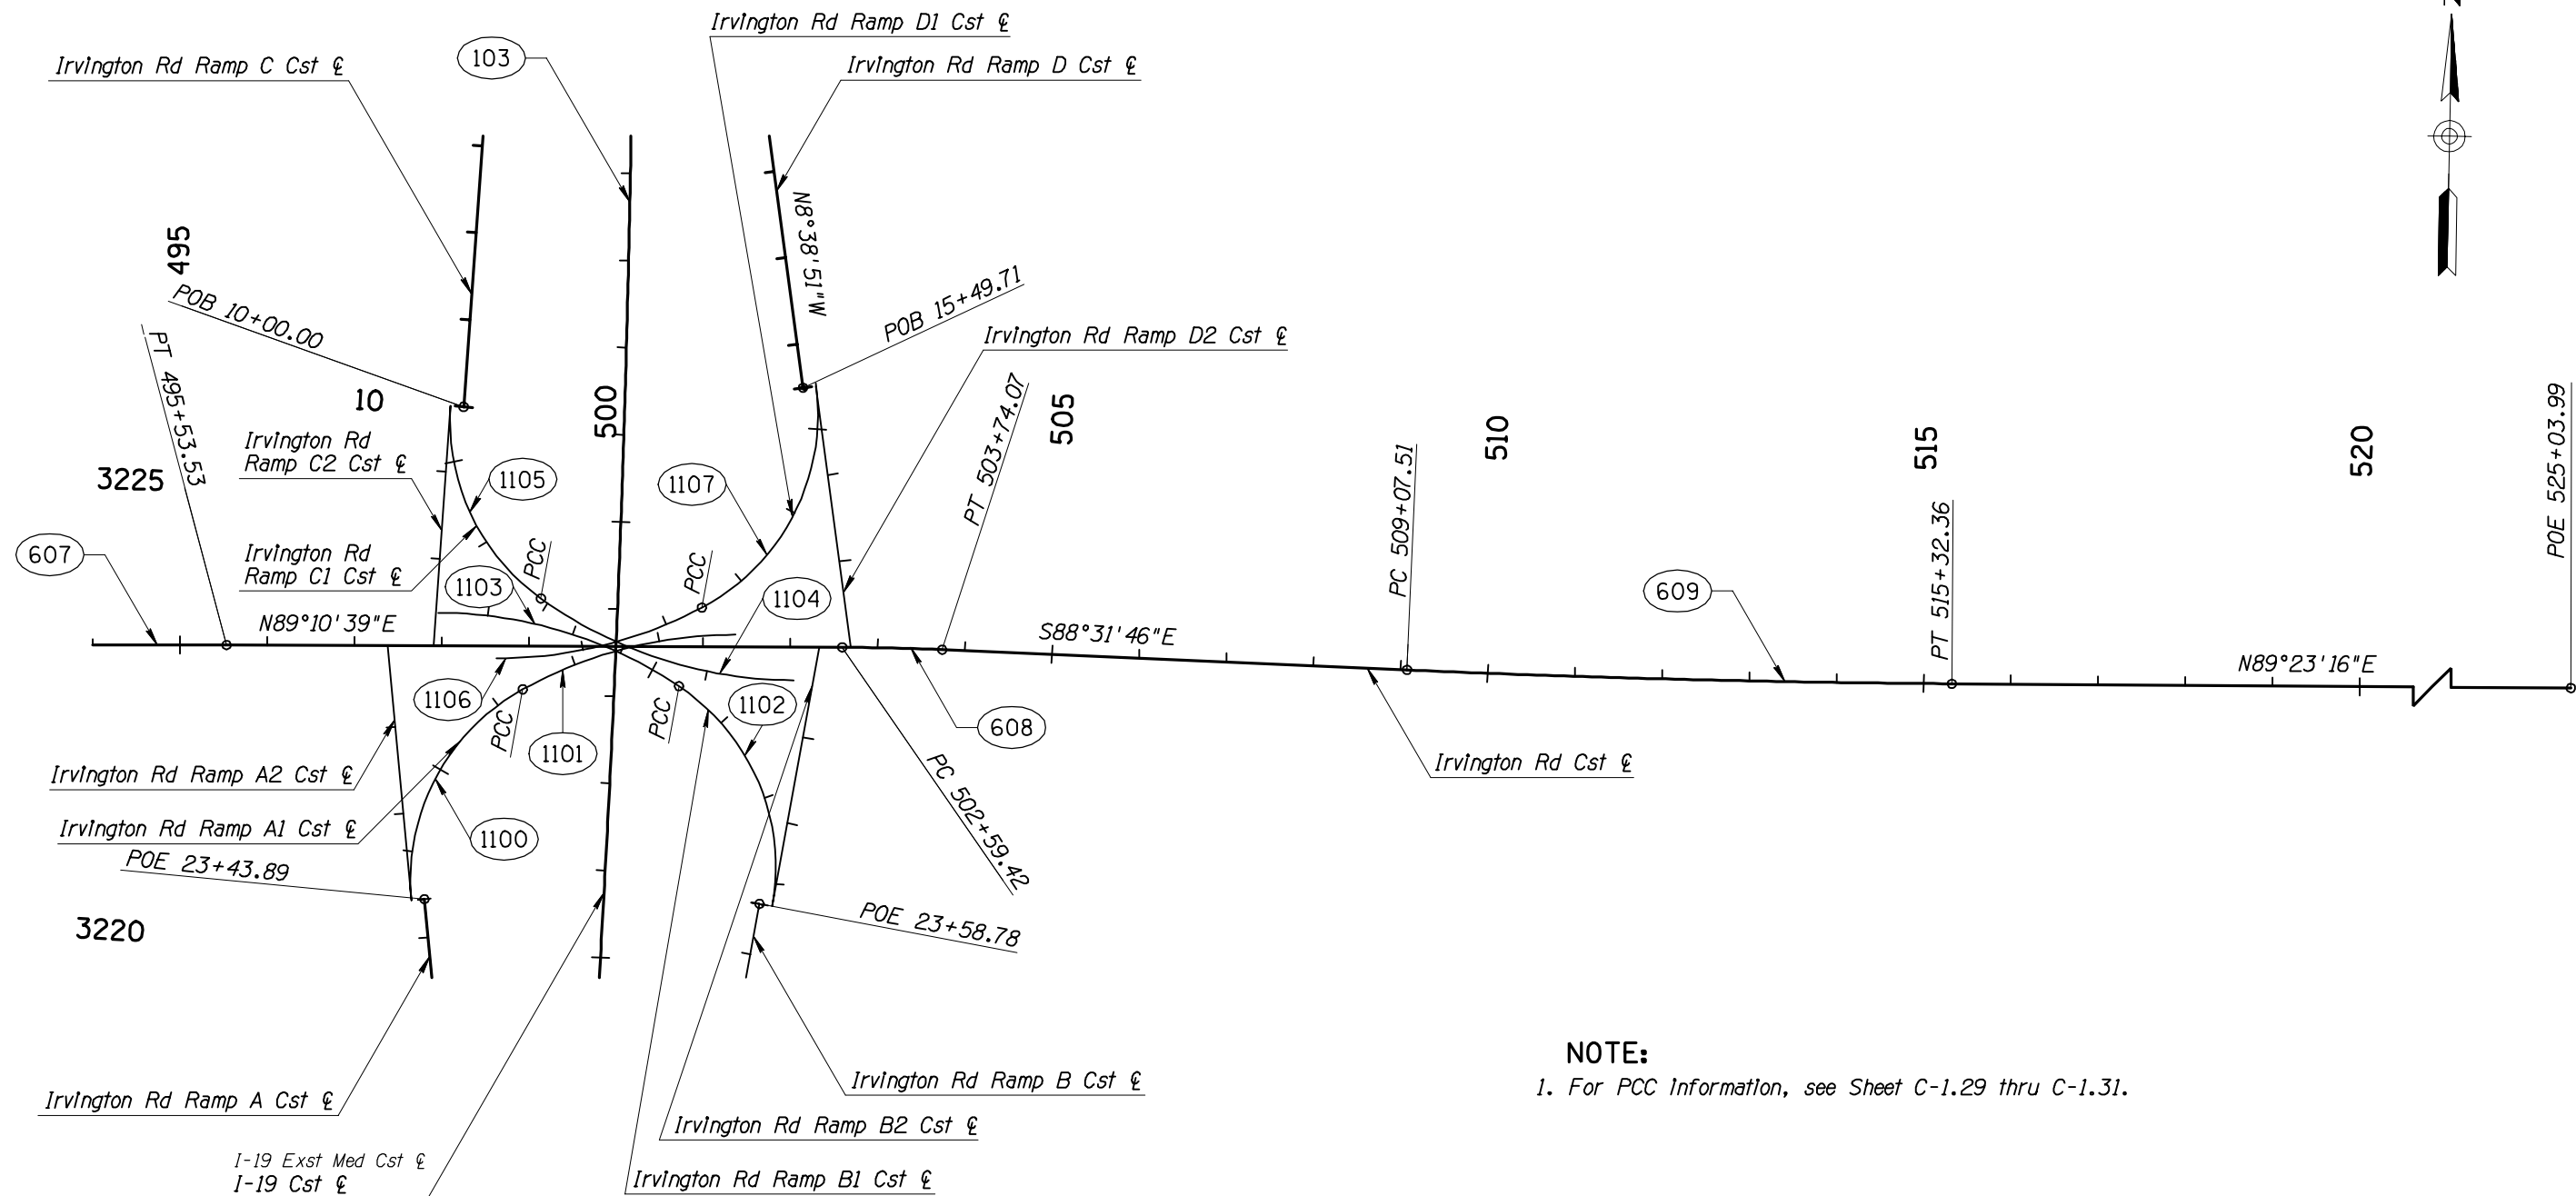 Irvington Rd Ramp D1 Cst ℄
N
Irvington Rd Ramp C Cst ℄
103
Irvington Rd Ramp D Cst ℄
N8°38'51"W
495
POB 10+00.00
POB 15+49.71
PT 495+53.53
Irvington Rd Ramp D2 Cst ℄
10
500
PT 503+74.07
505
510
515
520
POE 525+03.99
Irvington Rd
Ramp C2 Cst ℄
3225
1105
1107
PC 509+07.51
PT 515+32.36
607
Irvington Rd
Ramp C1 Cst ℄
1103
PCC
PCC
1104
609
N89°10'39"E
S88°31'46"E
N89°23'16"E
1106
PCC
1101
PCC
1102
608
Irvington Rd Ramp A2 Cst ℄
PC 502+59.42
Irvington Rd Cst ℄
Irvington Rd Ramp A1 Cst ℄
1100
POE 23+43.89
3220
POE 23+58.78
NOTE:
1. For PCC information, see Sheet C-1.29 thru C-1.31.
Irvington Rd Ramp A Cst ℄
Irvington Rd Ramp B Cst ℄
Irvington Rd Ramp B2 Cst ℄
I-19 Exst Med Cst ℄
I-19 Cst ℄
Irvington Rd Ramp B1 Cst ℄